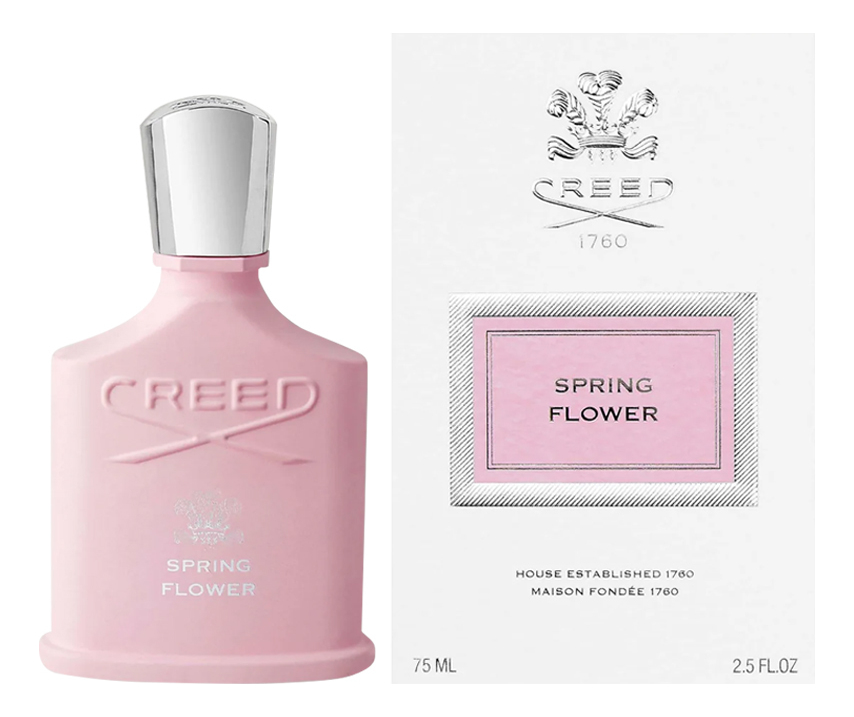 CREED
SPRING
FLOWER
CREED
1760
SPRING
FLOWER
HOUSE ESTABLISHED 1760
MAISON FONDÉE 1760
75 ML
2.5 FL.OZ